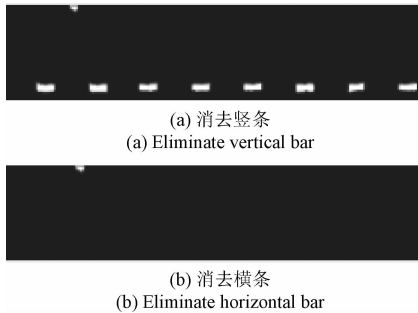 (a) 消去竖条
(a) Eliminate vertical bar
(b) 消去横条
(b) Eliminate horizontal bar